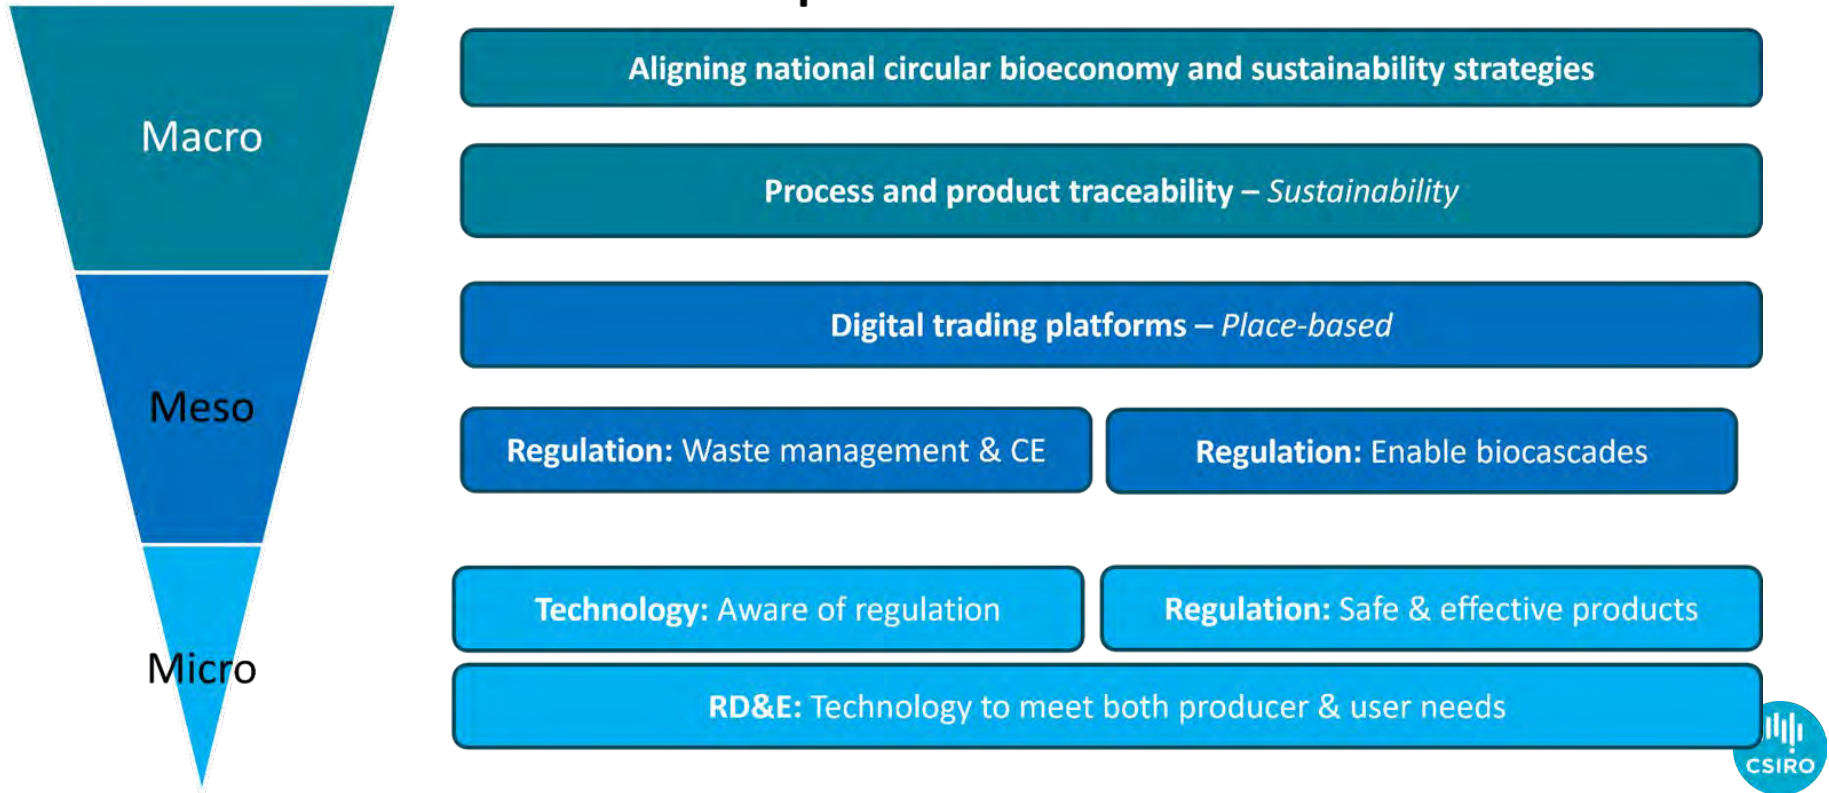 Macro
Aligning national circular bioeconomy and sustainability strategies
Process and product traceability – Sustainability
Meso
Digital trading platforms – Place-based
Regulation: Waste management & CE
Regulation: Enable biocascades
Micro
Technology: Aware of regulation
Regulation: Safe & effective products
RD&E: Technology to meet both producer & user needs
CSIRO